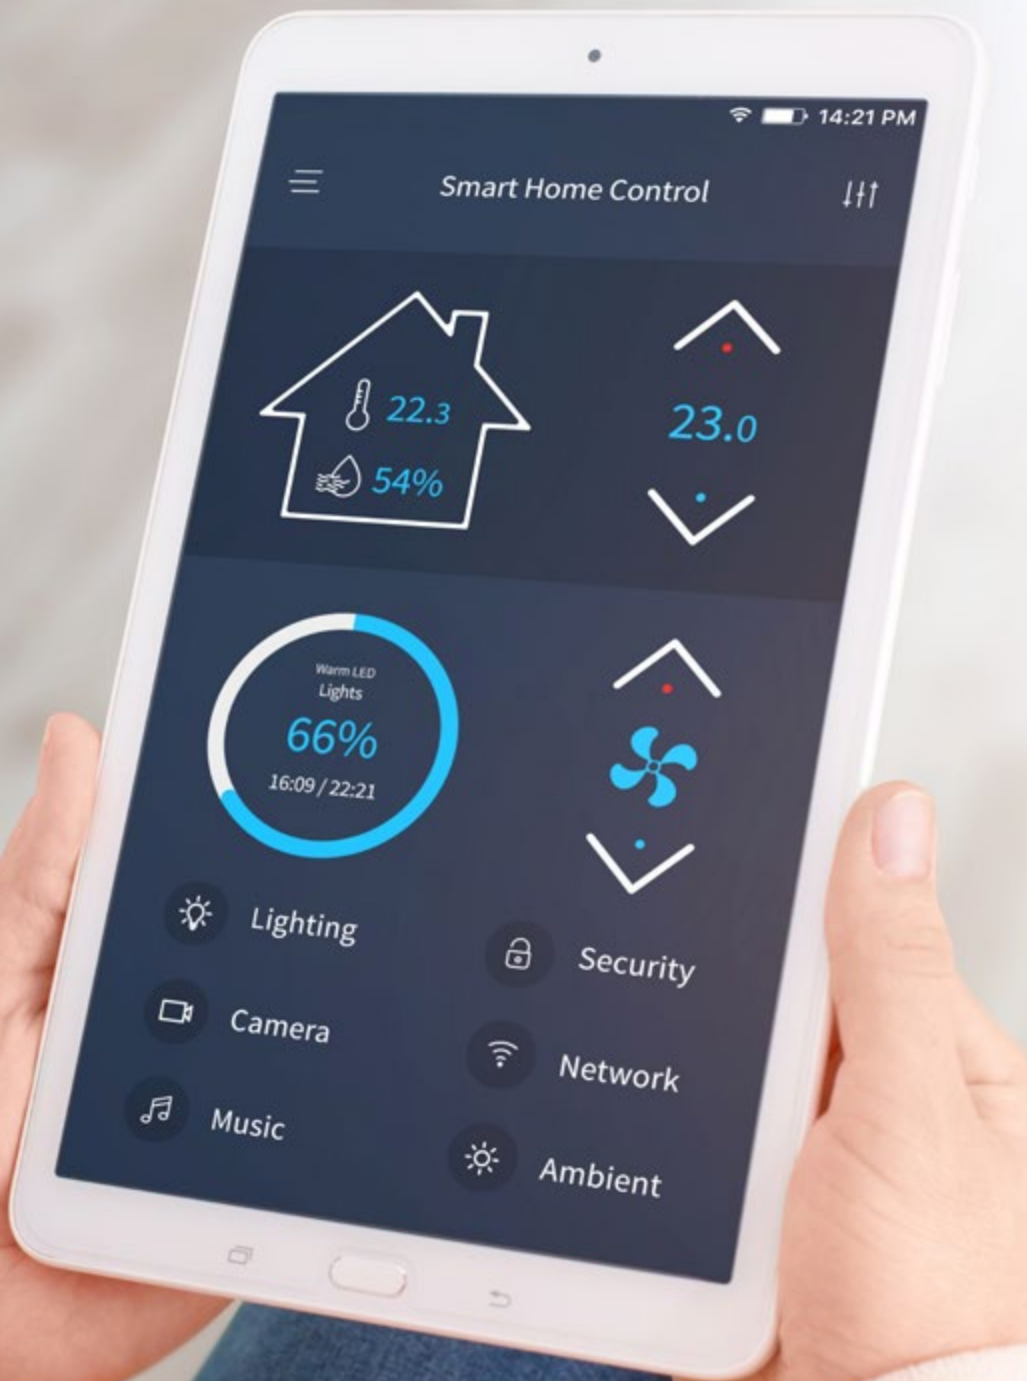 14:21 PM
Smart Home Control
22.3
23.0
54%
Warm LED
Lights
66%
16:09 / 22:21
Lighting
Security
Camera
Network
Music
Ambient